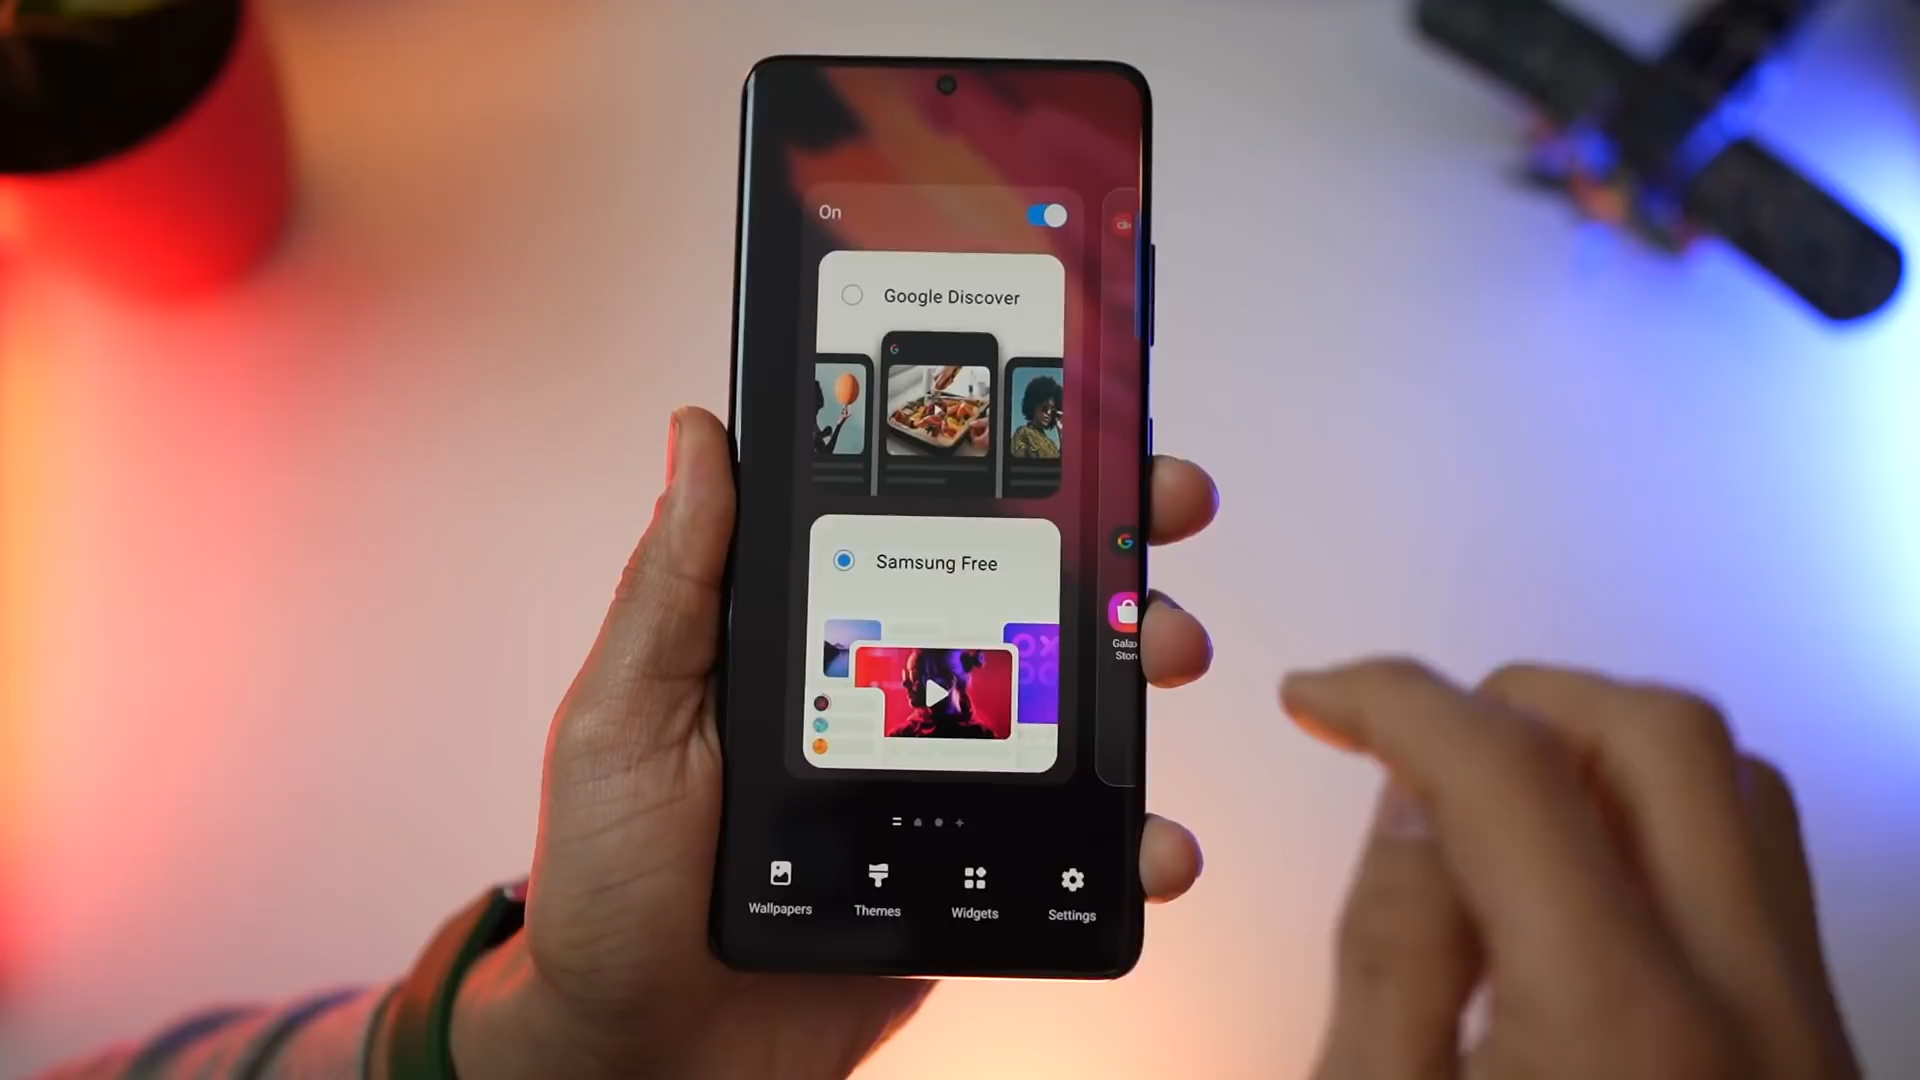 On
Google Discover
G
Samsung Free
G
Wallpapers
Themes
Widgets
Settings